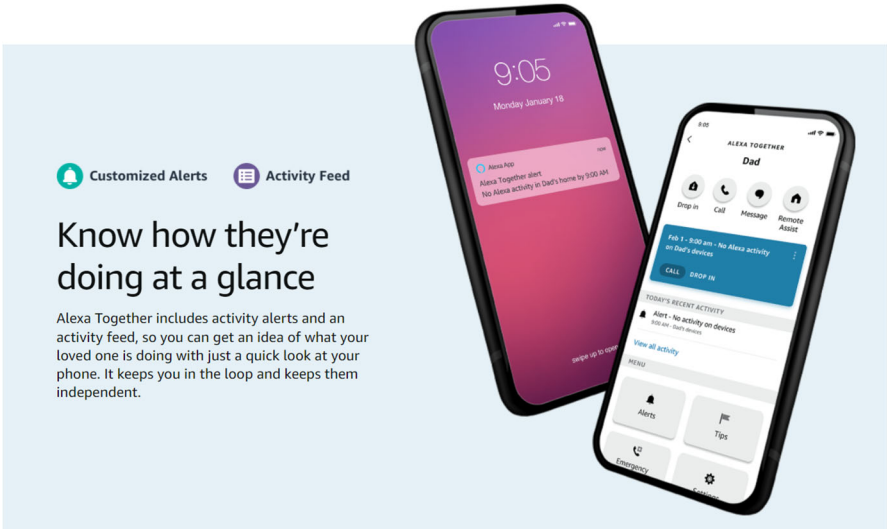 Customized Alerts
Activity Feed
Know how they're
doing at a glance
Alexa Together includes activity alerts and an
activity feed, so you can get an idea of what your
loved one is doing with just a quick look at your
phone. It keeps you in the loop and keeps them
independent.
9:05
Monday January 18
Alexa App
now
Alexa Together alert
No Alexa activity in Dad's home by 9:00 AM
swipe up to open
9:05
ALEXA TOGETHER
Dad
Drop in
Call
Message
Remote
Assist
Feb 1 - 9:00 am - No Alexa activity
on Dad's devices
CALL
DROP IN
TODAY'S RECENT ACTIVITY
Alert - No activity on devices
9:00 AM - Dad's devices
View all activity
MENU
Alerts
Tips
Emergency
Settings